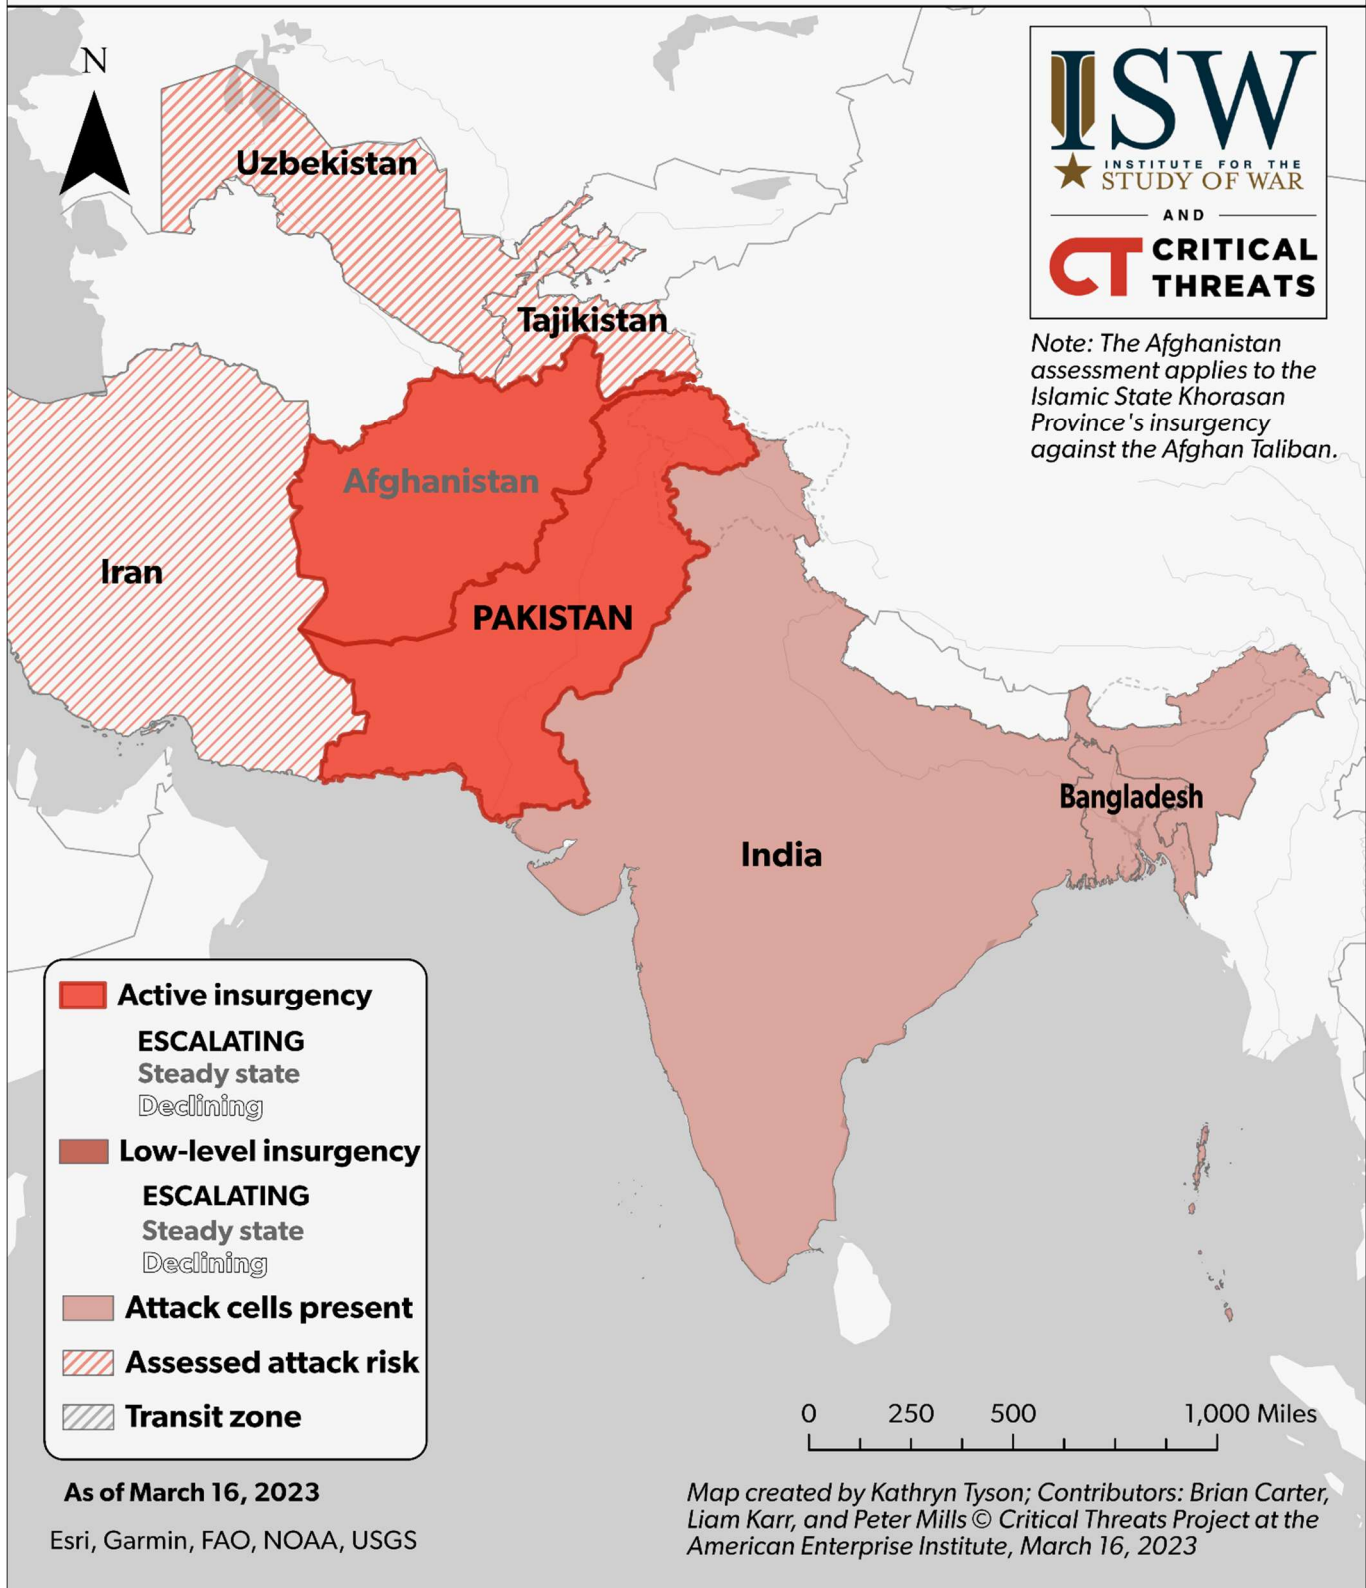 N
Uzbekistan
Tajikistan
Afghanistan
Iran
PAKISTAN
India
Bangladesh
ISW
INSTITUTE FOR THE
STUDY OF WAR
AND
CT CRITICAL
THREATS
Note: The Afghanistan
assessment applies to the
Islamic State Khorasan
Province's insurgency
against the Afghan Taliban.
Active insurgency
ESCALATING
Steady state
Declining
Low-level insurgency
ESCALATING
Steady state
Declining
Attack cells present
Assessed attack risk
Transit zone
As of March 16, 2023
Esri, Garmin, FAO, NOAA, USGS
0 250 500 1,000 Miles
Map created by Kathryn Tyson; Contributors: Brian Carter,
Liam Karr, and Peter Mills © Critical Threats Project at the
American Enterprise Institute, March 16, 2023